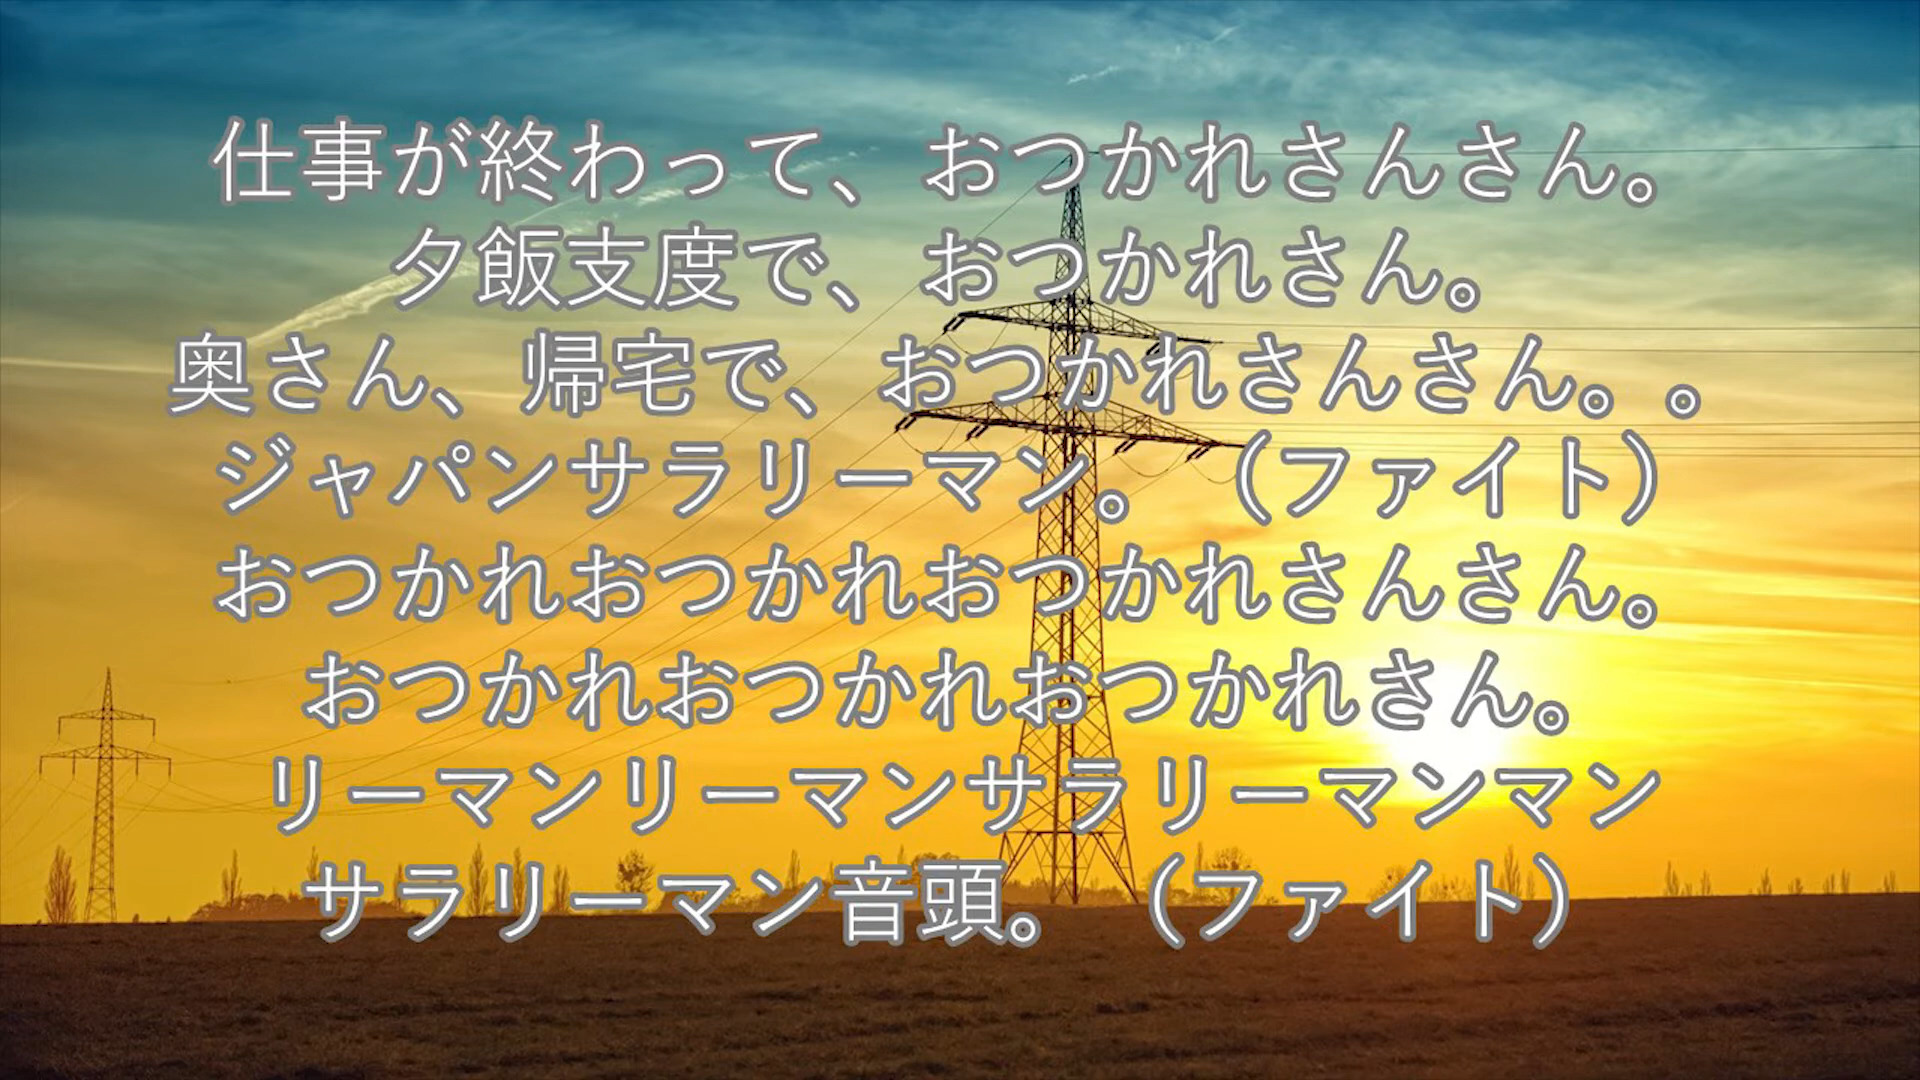 仕事が終わって、おつかれさんさん。
夕飯支度で、おつかれさん。
奥さん、帰宅で、おつかれさんさん。。
ジャパンサラリーマン。（ファイト）
おつかれおつかれおつかれさんさん。
おつかれおつかれおつかれさん。
リーマンリーマンサラリーマンマン
サラリーマン音頭。（ファイト）